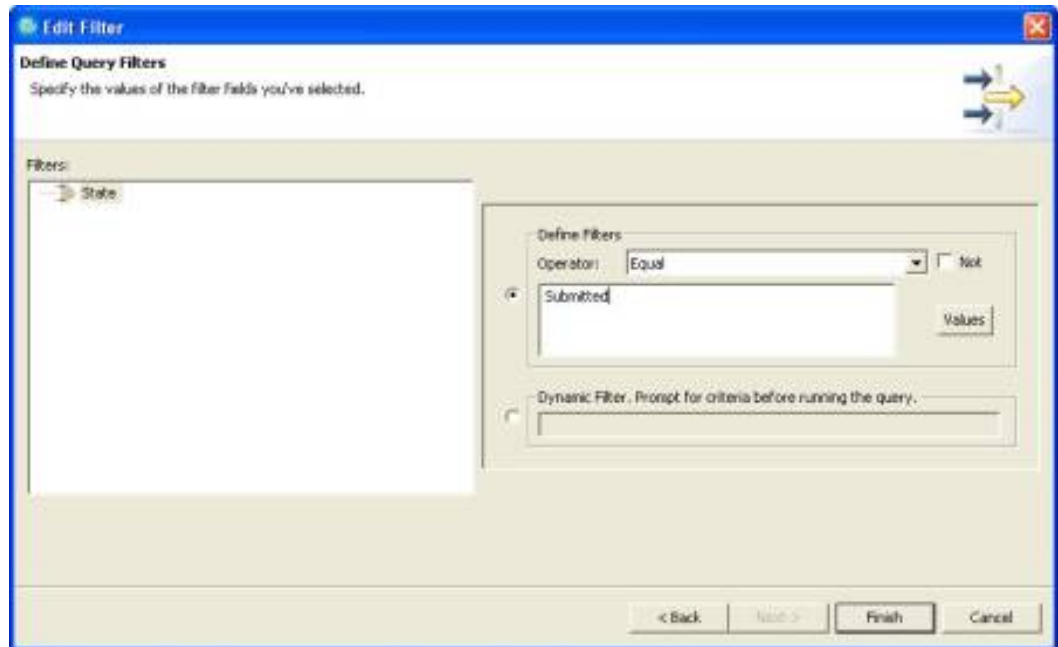 Edit Filter
Define Query Filters
Specify the values of the filter fields you've selected.
Filters:
State
Define Filters
Operator: Equal Not
Submitted
Values
Dynamic Filter. Prompt for criteria before running the query.
< Back Next > Finish Cancel